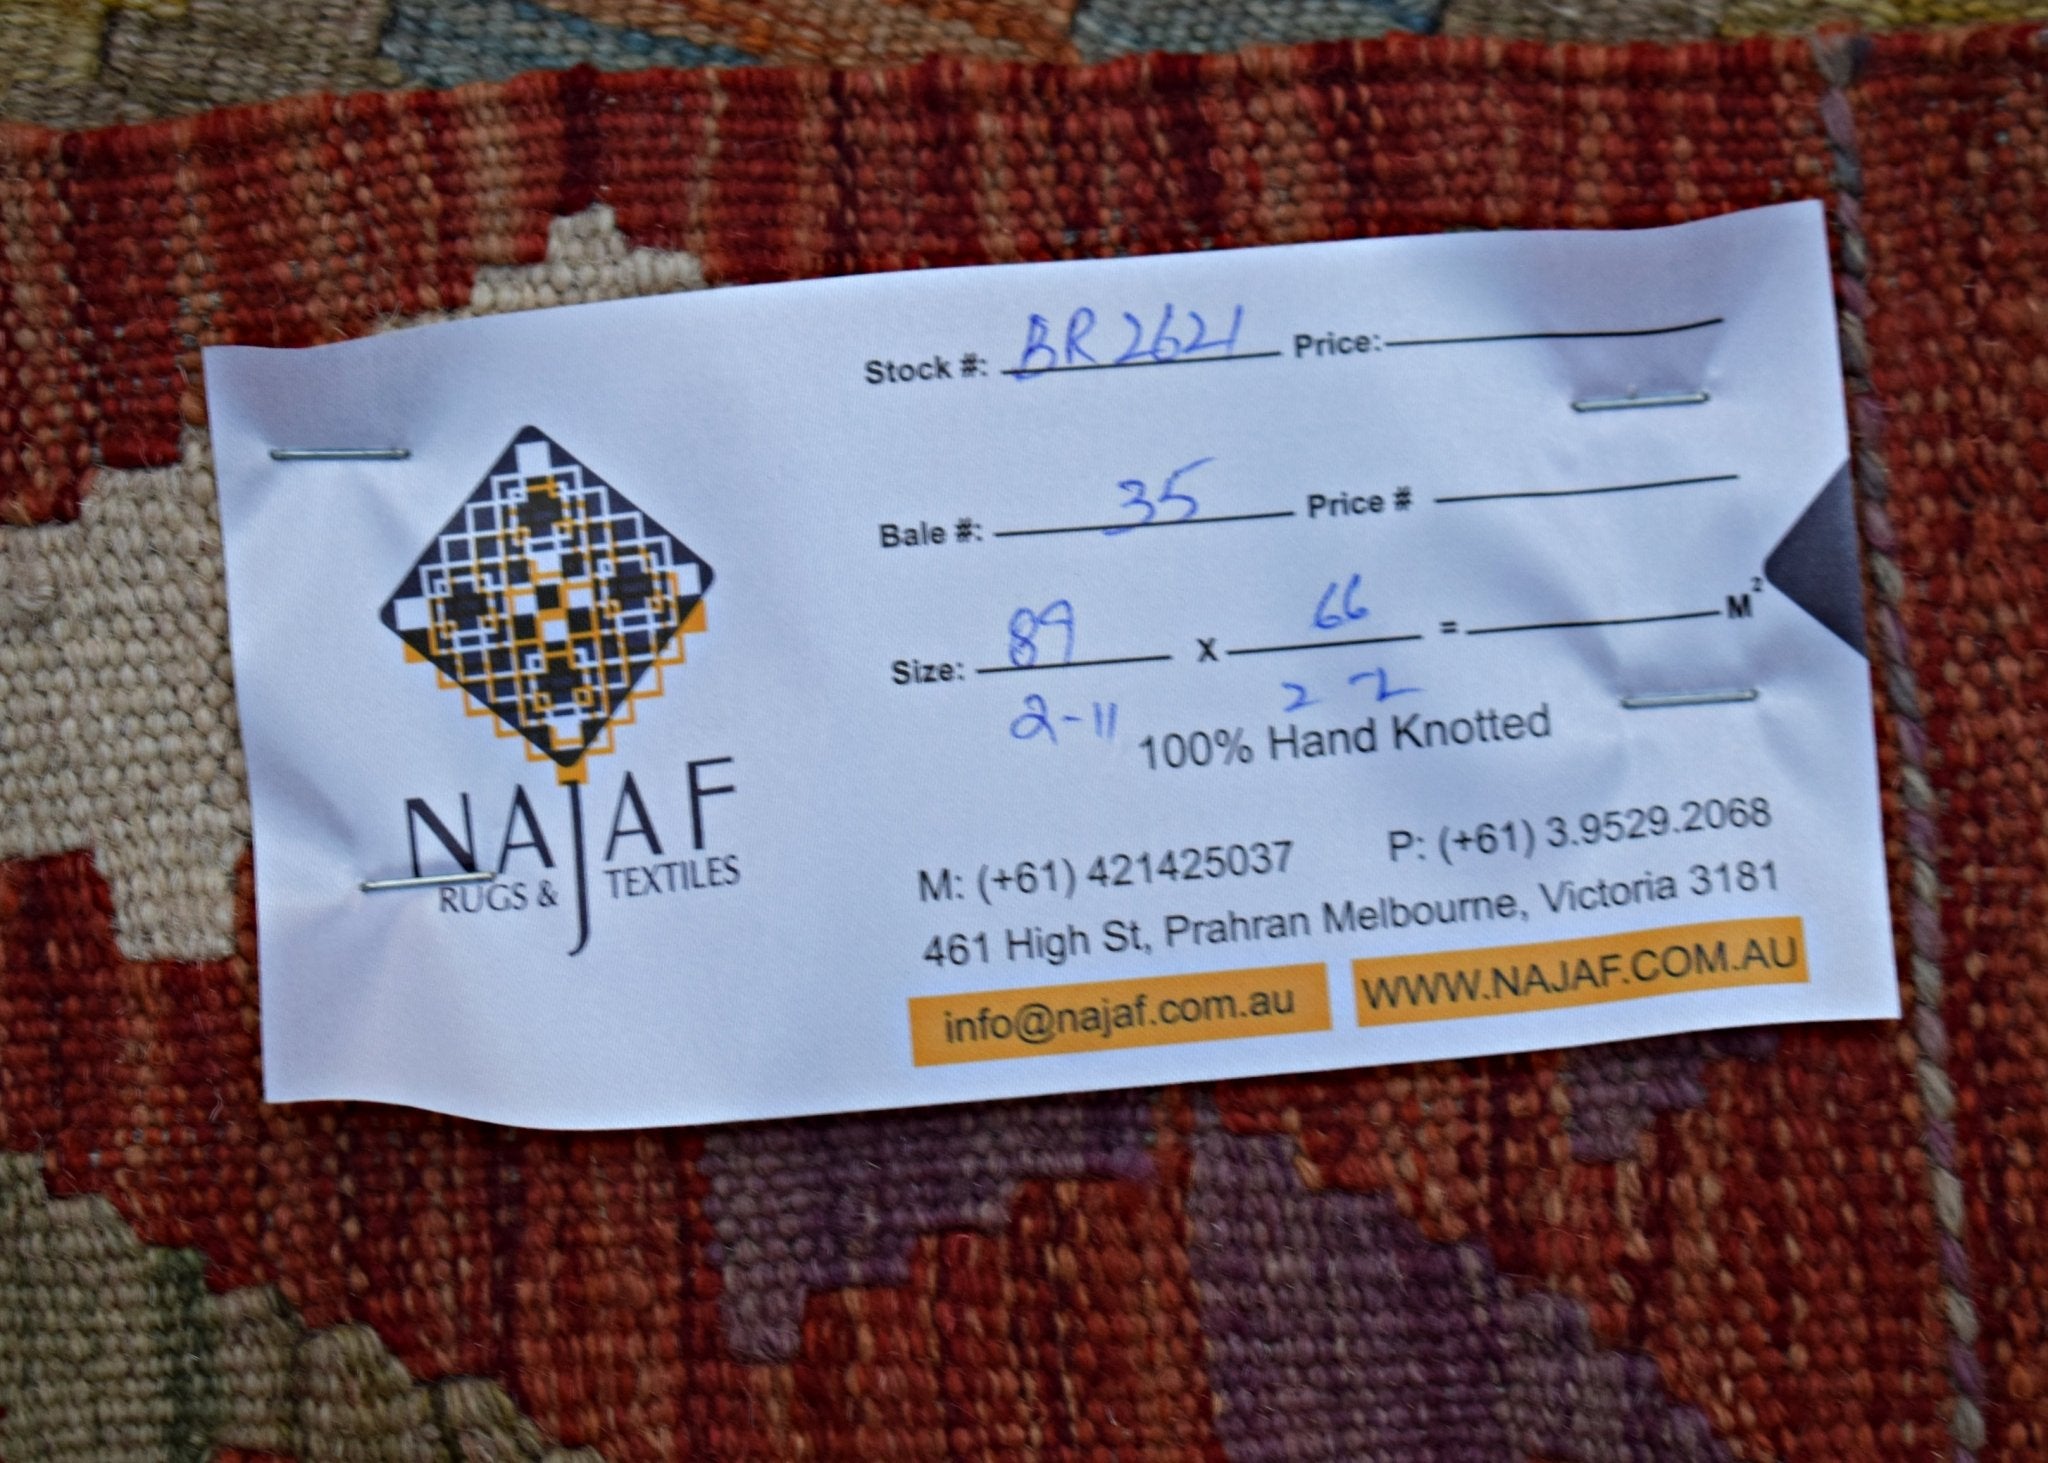 Stock #: BR2621 Price:
Bale #: 35 Price #
Size: 89 X 66 = M²
2-11 2-2
100% Hand Knotted
NAJAF
RUGS & TEXTILES
M: (+61) 421425037 P: (+61) 3.9529.2068
461 High St, Prahran Melbourne, Victoria 3181
info@najaf.com.au WWW.NAJAF.COM.AU